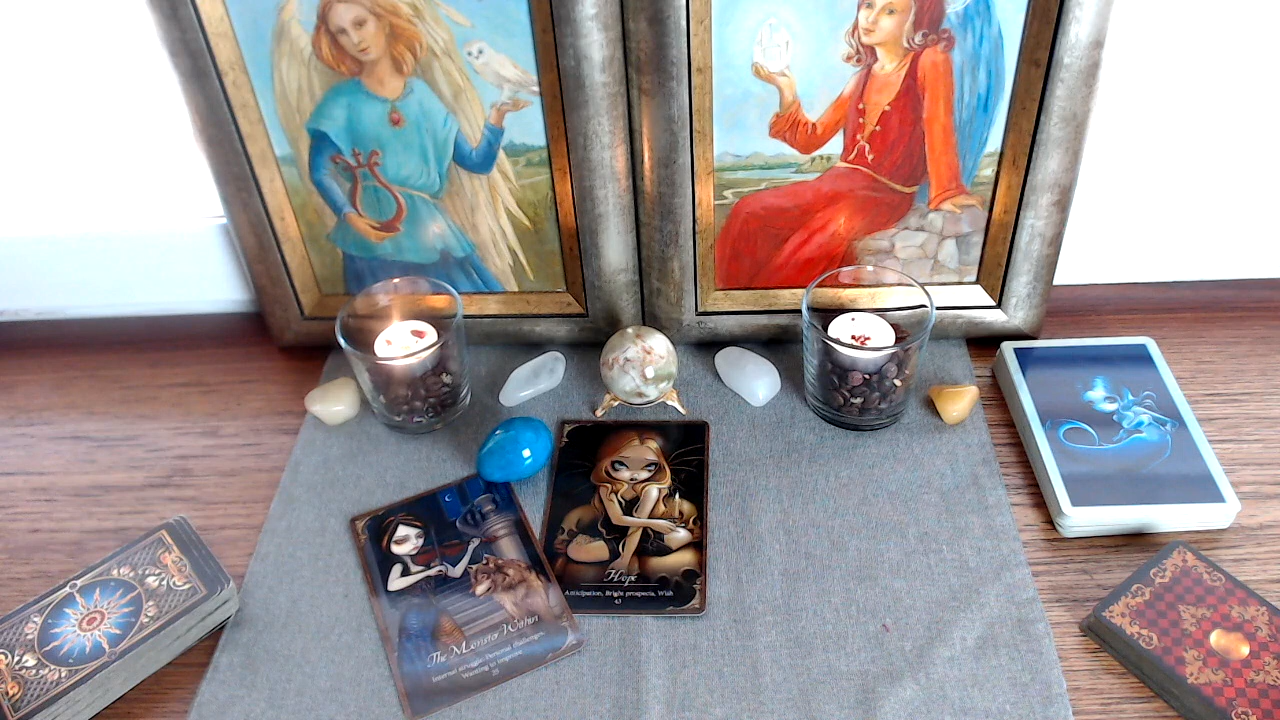 Hope
Anticipation, Bright prospects, Wish
43
The Monster Within
Internal struggle, Personal challenges,
Wanting to improve